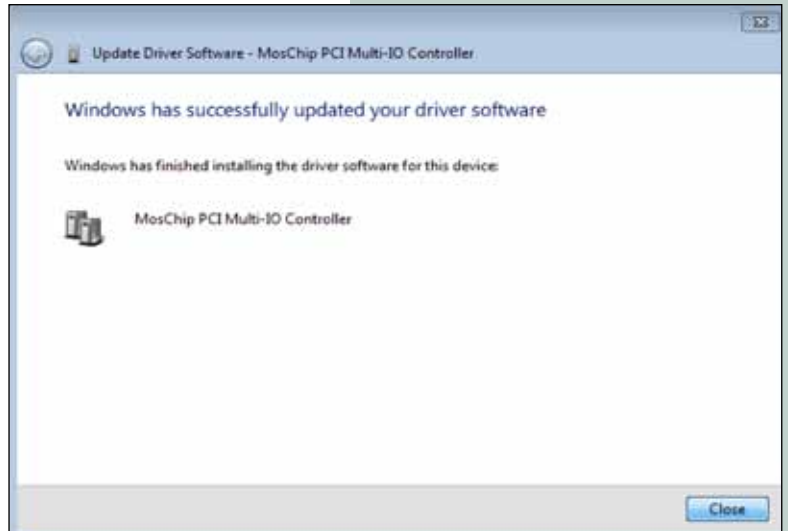 Update Driver Software - MosChip PCI Multi-IO Controller
Windows has successfully updated your driver software
Windows has finished installing the driver software for this device:
MosChip PCI Multi-IO Controller
Close